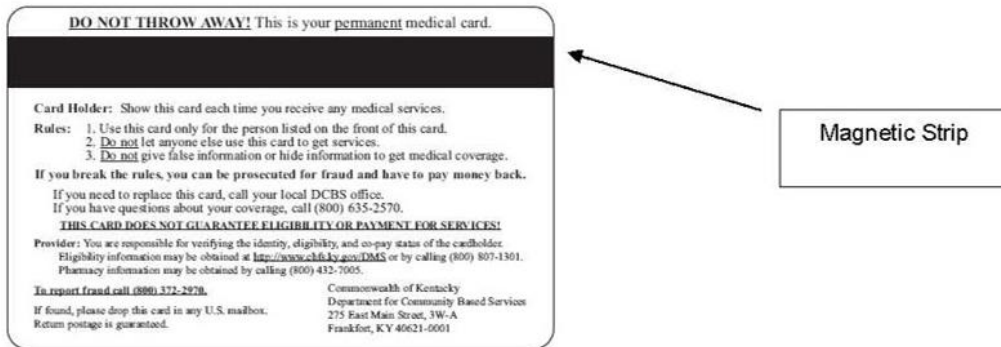 DO NOT THROW AWAY! This is your permanent medical card.
Magnetic Strip
Card Holder: Show this card each time you receive any medical services.
Rules: 1. Use this card only for the person listed on the front of this card.
2. Do not let anyone else use this card to get services.
3. Do not give false information or hide information to get medical coverage.
If you break the rules, you can be prosecuted for fraud and have to pay money back.
If you need to replace this card, call your local DCBS office.
If you have questions about your coverage, call (800) 635-2570.
THIS CARD DOES NOT GUARANTEE ELIGIBILITY OR PAYMENT FOR SERVICES!
Provider: You are responsible for verifying the identity, eligibility, and co-pay status of the cardholder.
Eligibility information may be obtained at http://www.chfs.ky.gov/DMS or by calling (800) 807-1301.
Pharmacy information may be obtained by calling (800) 432-7005.
To report fraud call (800) 372-2970.
If found, please drop this card in any U.S. mailbox.
Return postage is guaranteed.
Commonwealth of Kentucky
Department for Community Based Services
275 East Main Street, 3W-A
Frankfort, KY 40621-0001